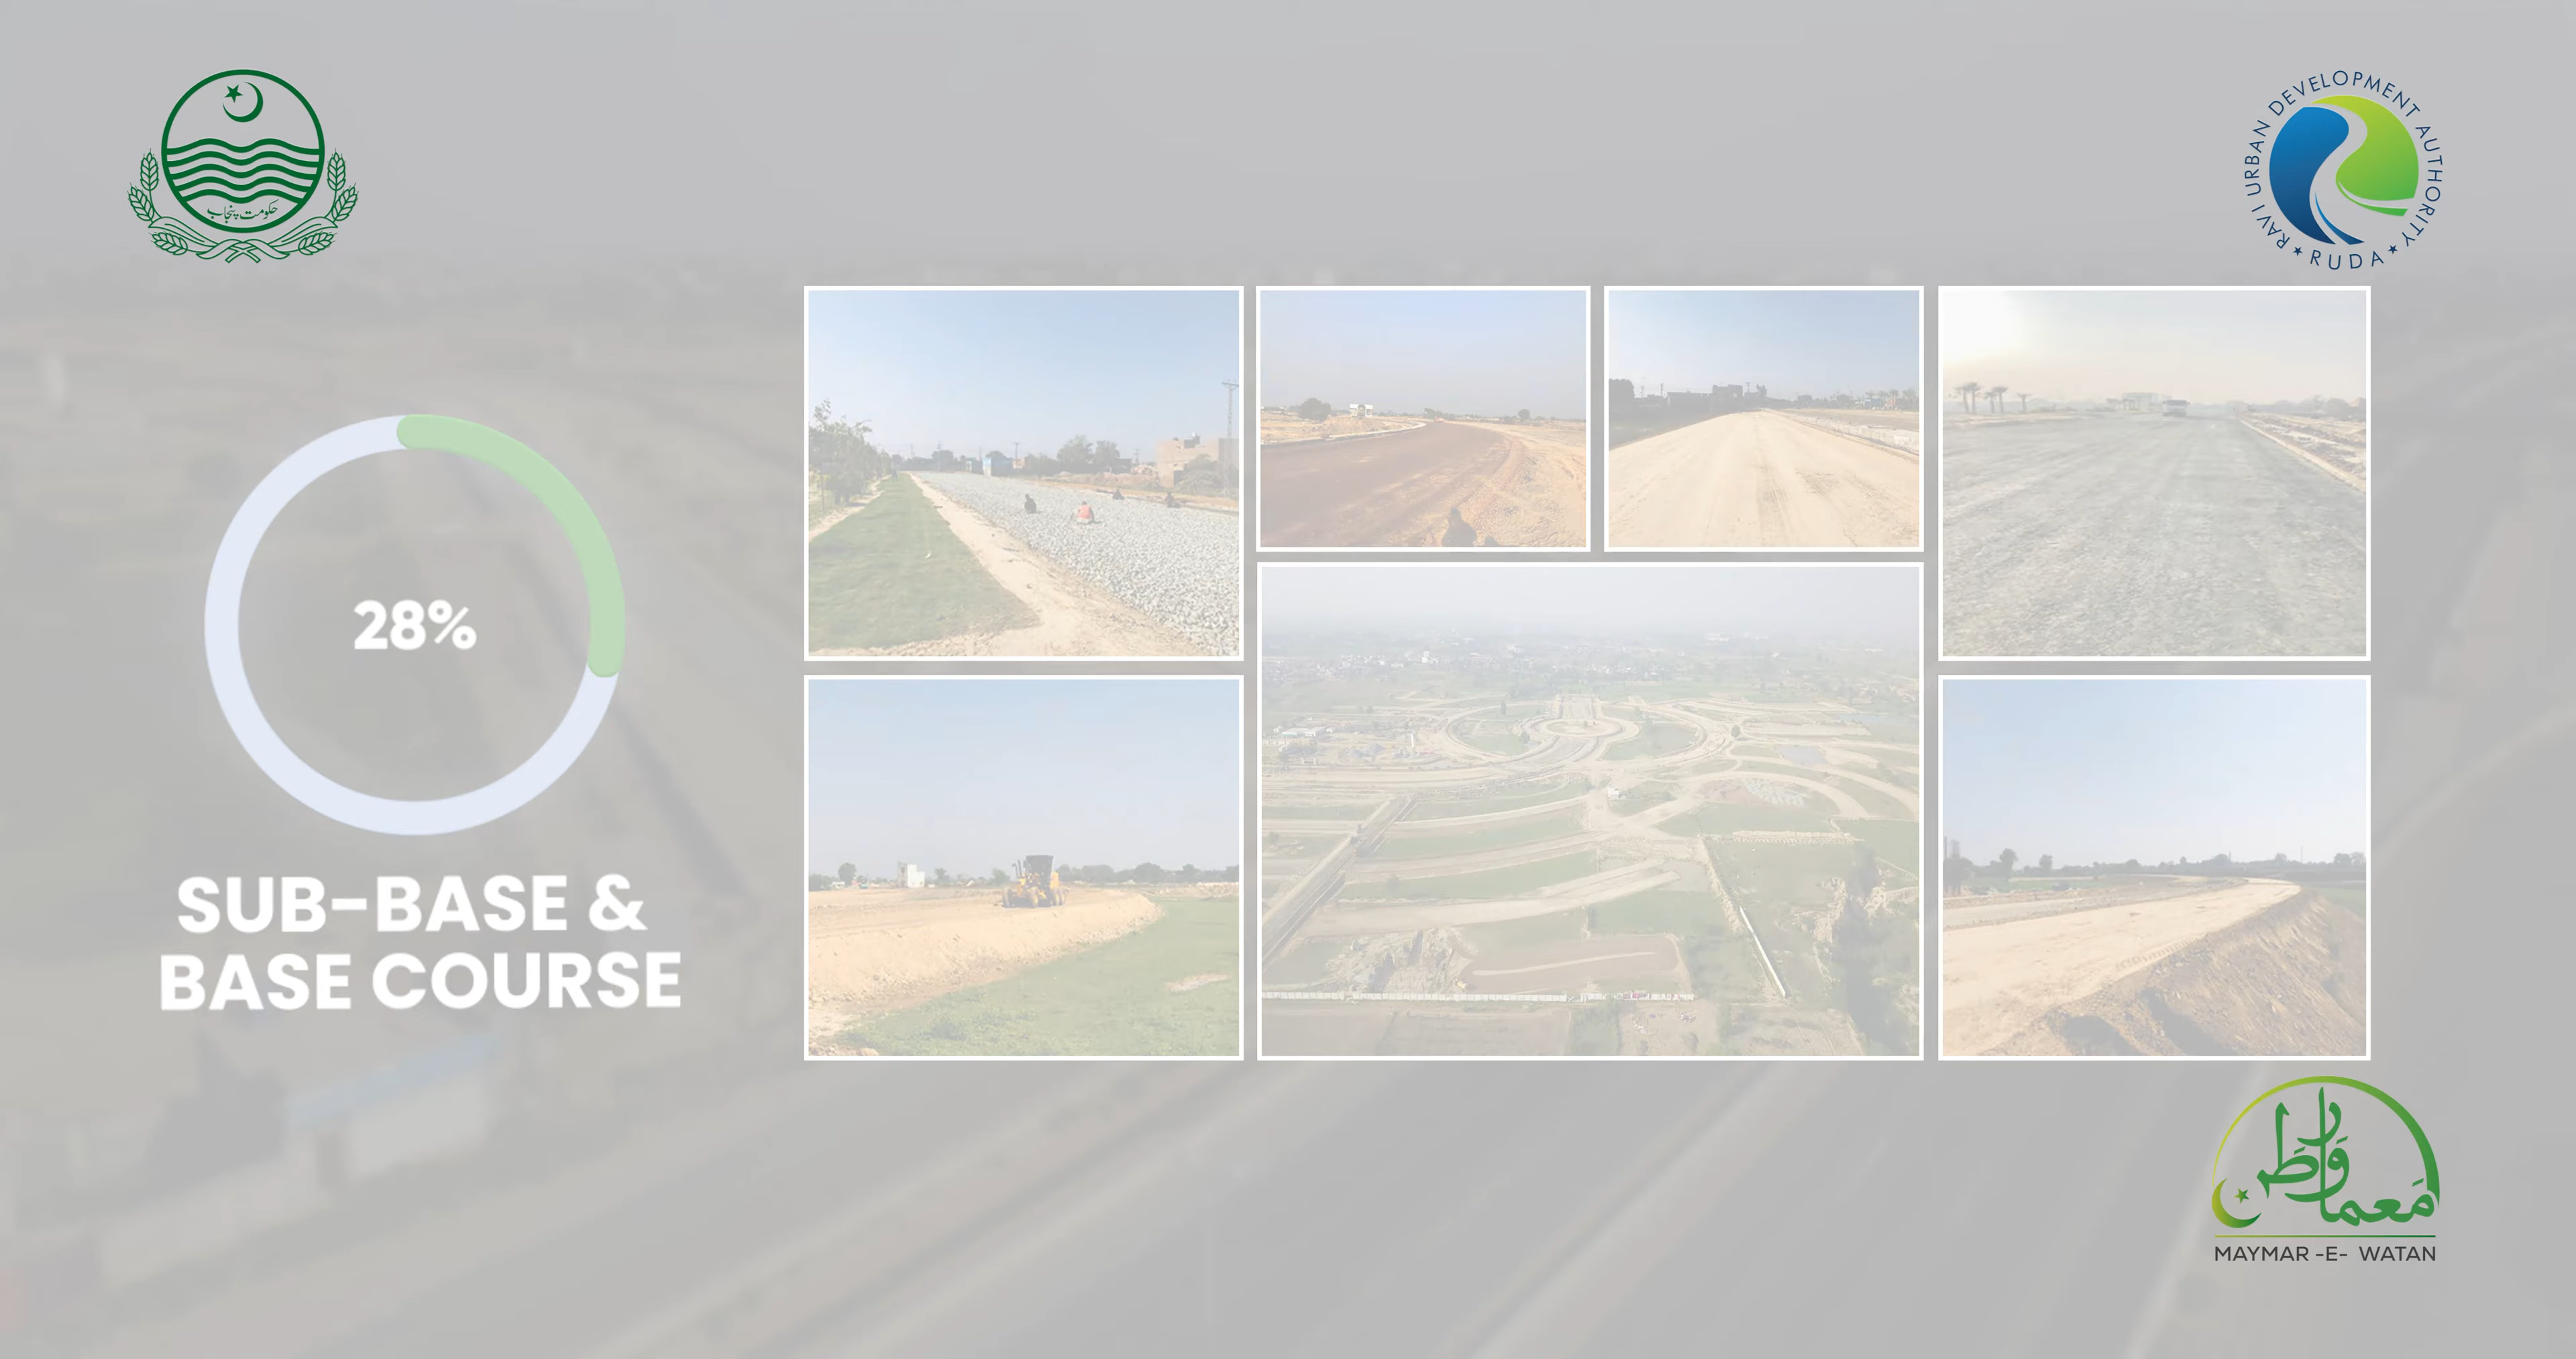 حکومت پنجاب
RAVI URBAN DEVELOPMENT AUTHORITY
RUDA
28%
SUB-BASE &
BASE COURSE
معمار وطن
MAYMAR -E- WATAN